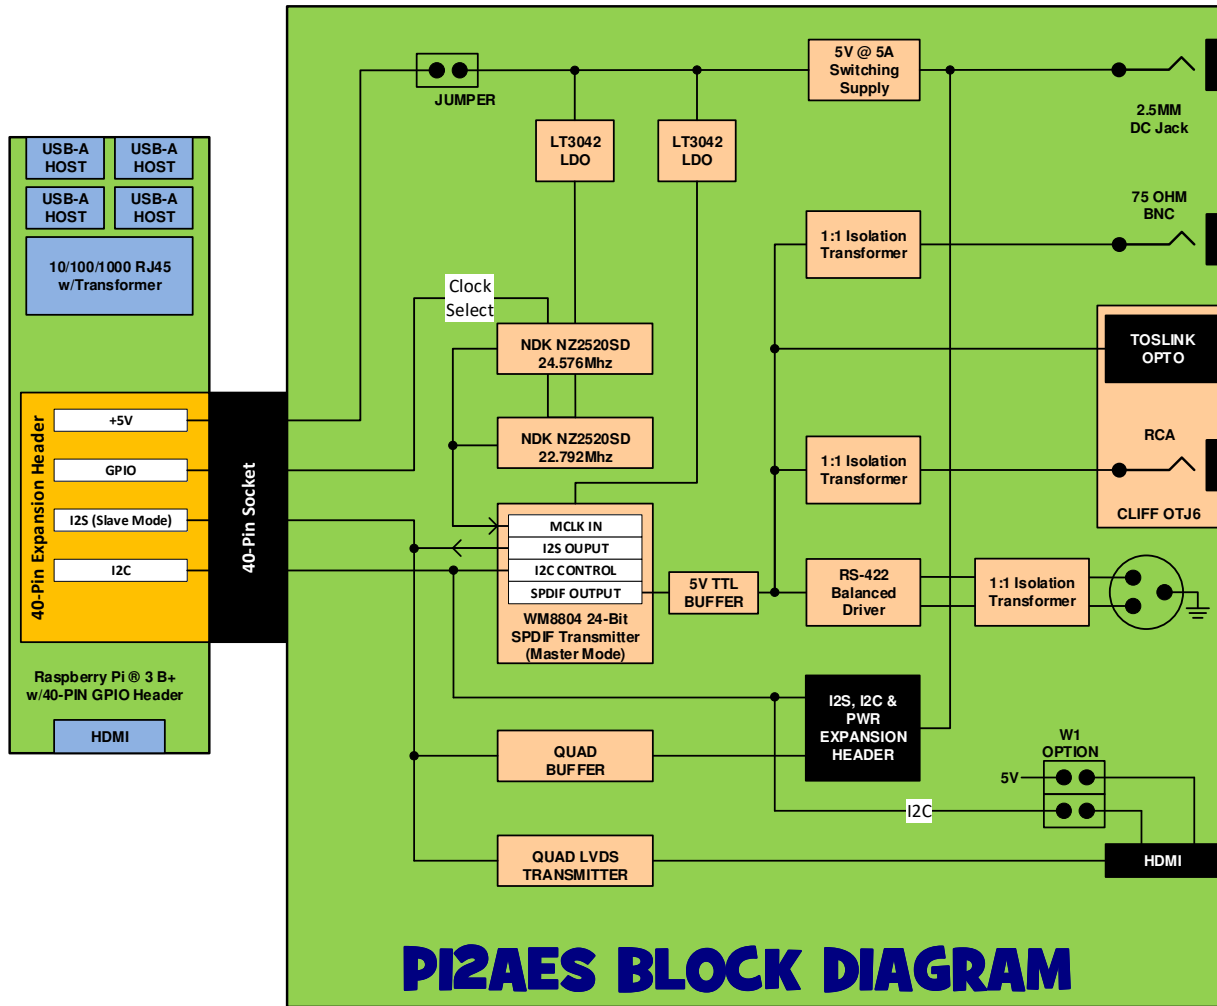 USB-A
HOST
USB-A
HOST
USB-A
HOST
USB-A
HOST
10/100/1000 RJ45
w/Transformer
40-Pin Expansion Header
+5V
GPIO
I2S (Slave Mode)
I2C
40-Pin Socket
Raspberry Pi ® 3 B+
w/40-PIN GPIO Header
HDMI
JUMPER
5V @ 5A
Switching
Supply
2.5MM
DC Jack
LT3042
LDO
LT3042
LDO
75 OHM
BNC
1:1 Isolation
Transformer
Clock
Select
NDK NZ2520SD
24.576Mhz
NDK NZ2520SD
22.792Mhz
TOSLINK
OPTO
RCA
1:1 Isolation
Transformer
CLIFF OTJ6
MCLK IN
I2S OUPUT
I2C CONTROL
SPDIF OUTPUT
WM8804 24-Bit
SPDIF Transmitter
(Master Mode)
5V TTL
BUFFER
RS-422
Balanced
Driver
1:1 Isolation
Transformer
I2S, I2C &
PWR
EXPANSION
HEADER
QUAD
BUFFER
W1
OPTION
5V
I2C
QUAD LVDS
TRANSMITTER
HDMI
PI2AES BLOCK DIAGRAM